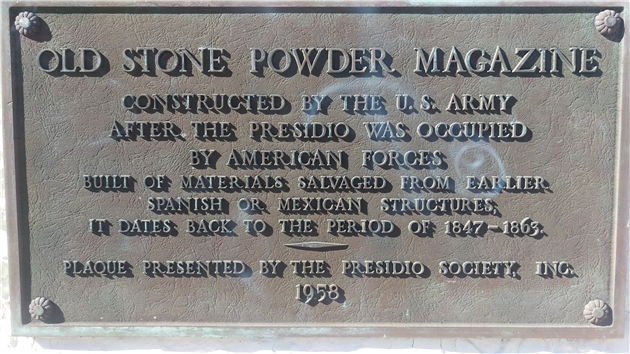 OLD STONE POWDER MAGAZINE
CONSTRUCTED BY THE U.S. ARMY
AFTER THE PRESIDIO WAS OCCUPIED
BY AMERICAN FORCES
BUILT OF MATERIALS SALVAGED FROM EARLIER
SPANISH OR MEXICAN STRUCTURES,
IT DATES BACK TO THE PERIOD OF 1847-1863.
PLAQUE PRESENTED BY THE PRESIDIO SOCIETY, INC.
1958